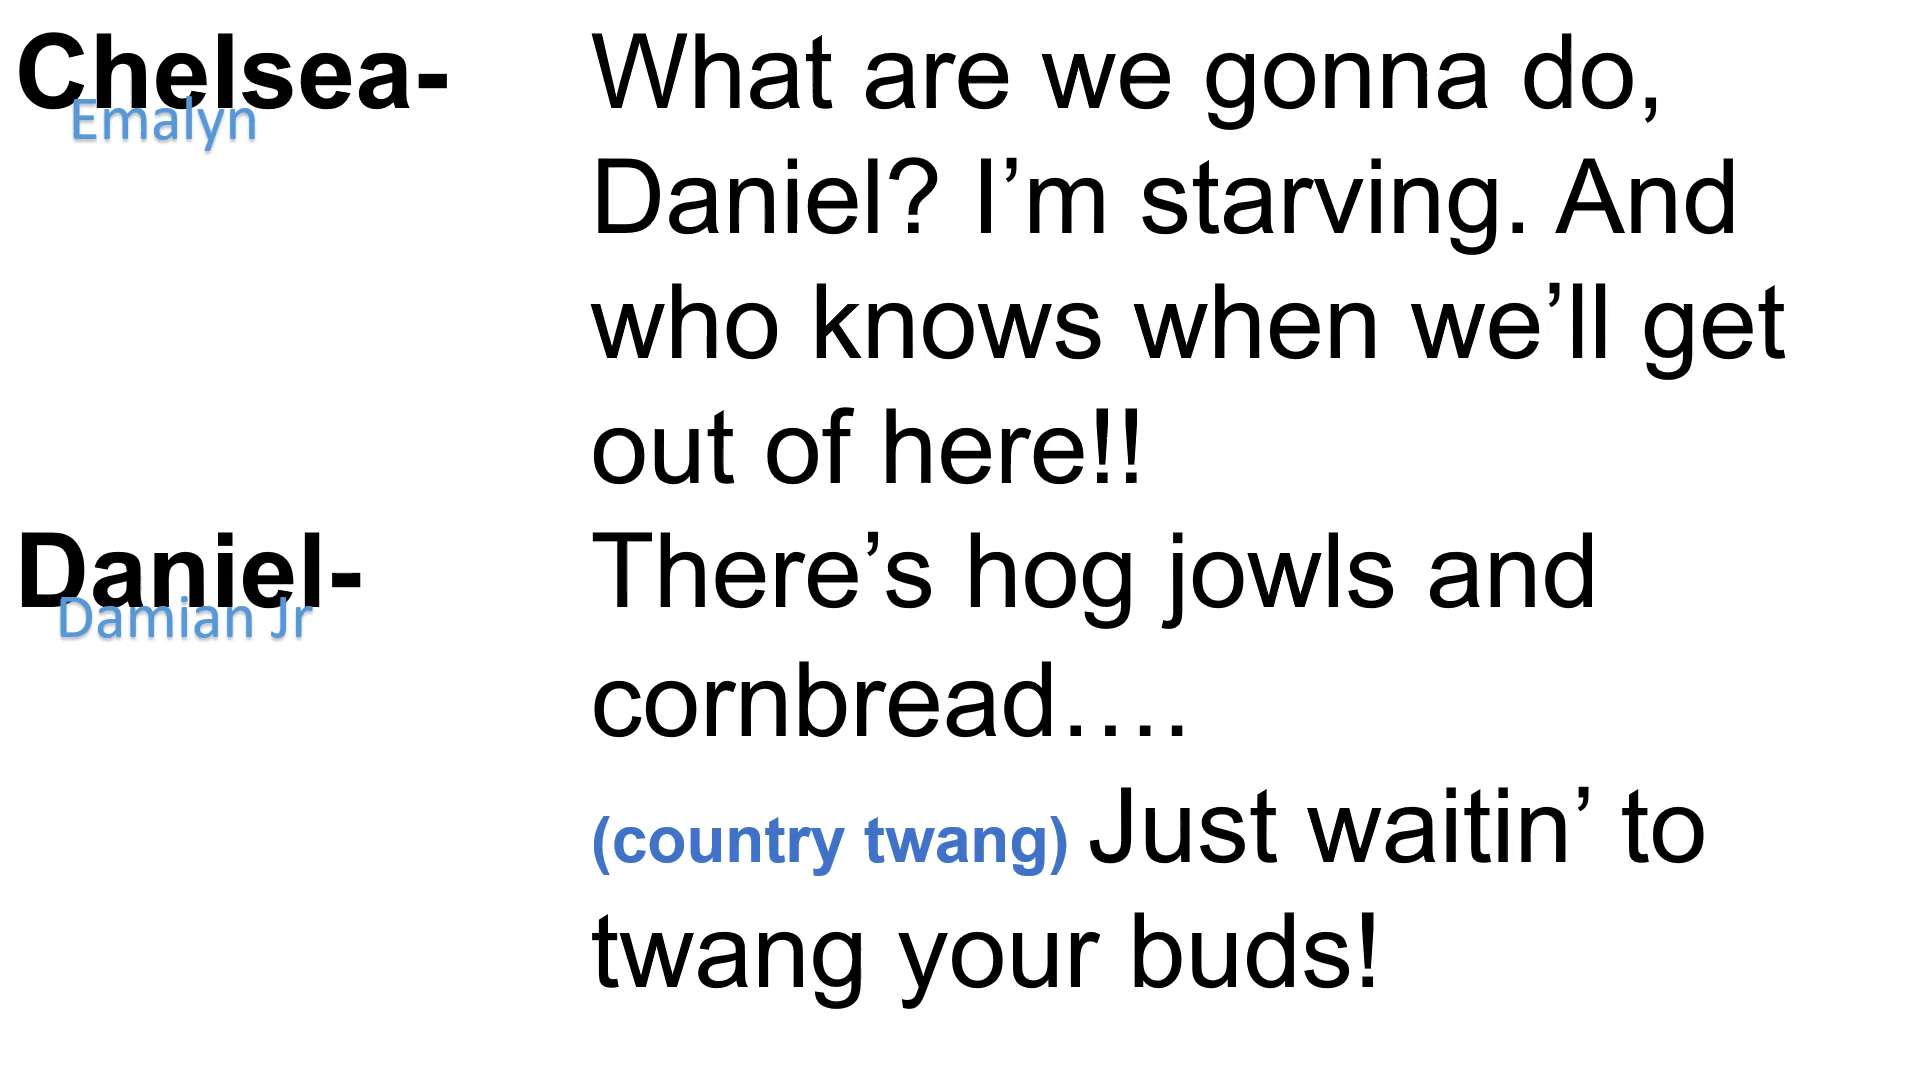 Chelsea- What are we gonna do,
Emalyn
Daniel? I’m starving. And
who knows when we’ll get
out of here!!
Daniel- There’s hog jowls and
Damian Jr
cornbread….
(country twang) Just waitin’ to
twang your buds!